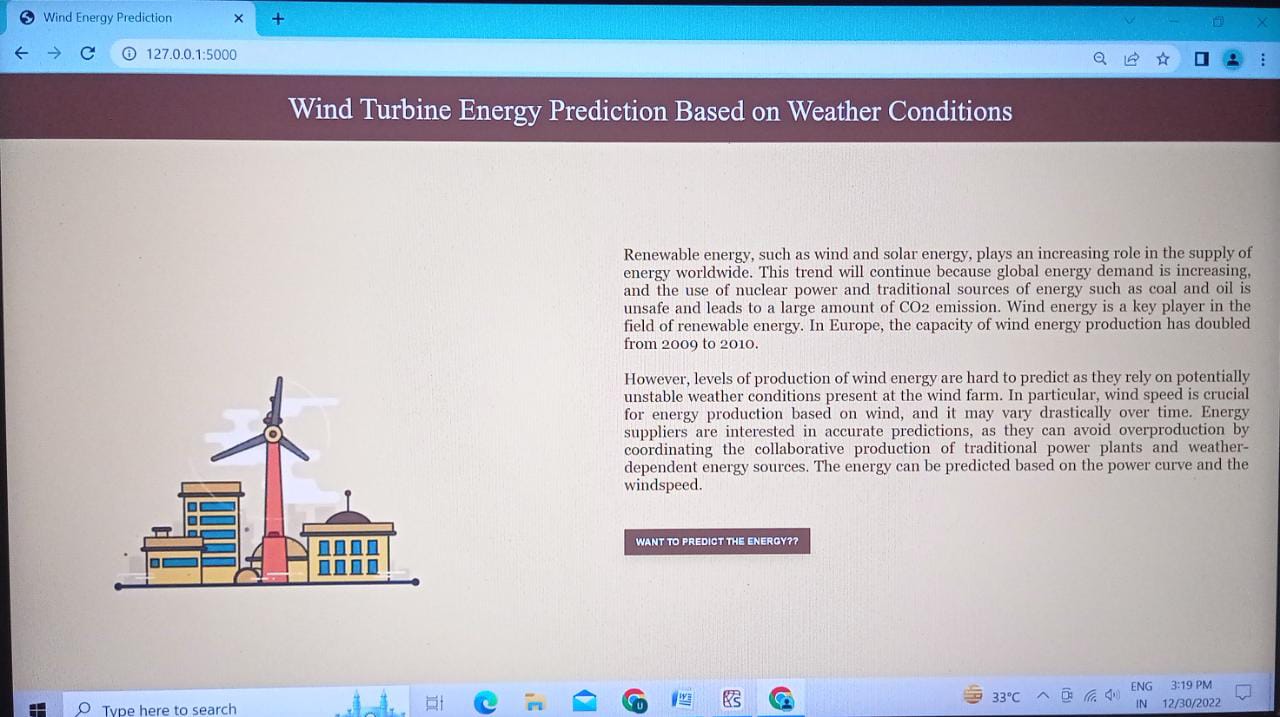 Wind Energy Prediction
127.0.0.1:5000
Wind Turbine Energy Prediction Based on Weather Conditions
Renewable energy, such as wind and solar energy, plays an increasing role in the supply of
energy worldwide. This trend will continue because global energy demand is increasing,
and the use of nuclear power and traditional sources of energy such as coal and oil is
unsafe and leads to a large amount of CO2 emission. Wind energy is a key player in the
field of renewable energy. In Europe, the capacity of wind energy production has doubled
from 2009 to 2010.
However, levels of production of wind energy are hard to predict as they rely on potentially
unstable weather conditions present at the wind farm. In particular, wind speed is crucial
for energy production based on wind, and it may vary drastically over time. Energy
suppliers are interested in accurate predictions, as they can avoid overproduction by
coordinating the collaborative production of traditional power plants and weather-
dependent energy sources. The energy can be predicted based on the power curve and the
windspeed.
WANT TO PREDICT THE ENERGY??
Type here to search
33°C
ENG
IN
3:19 PM
12/30/2022